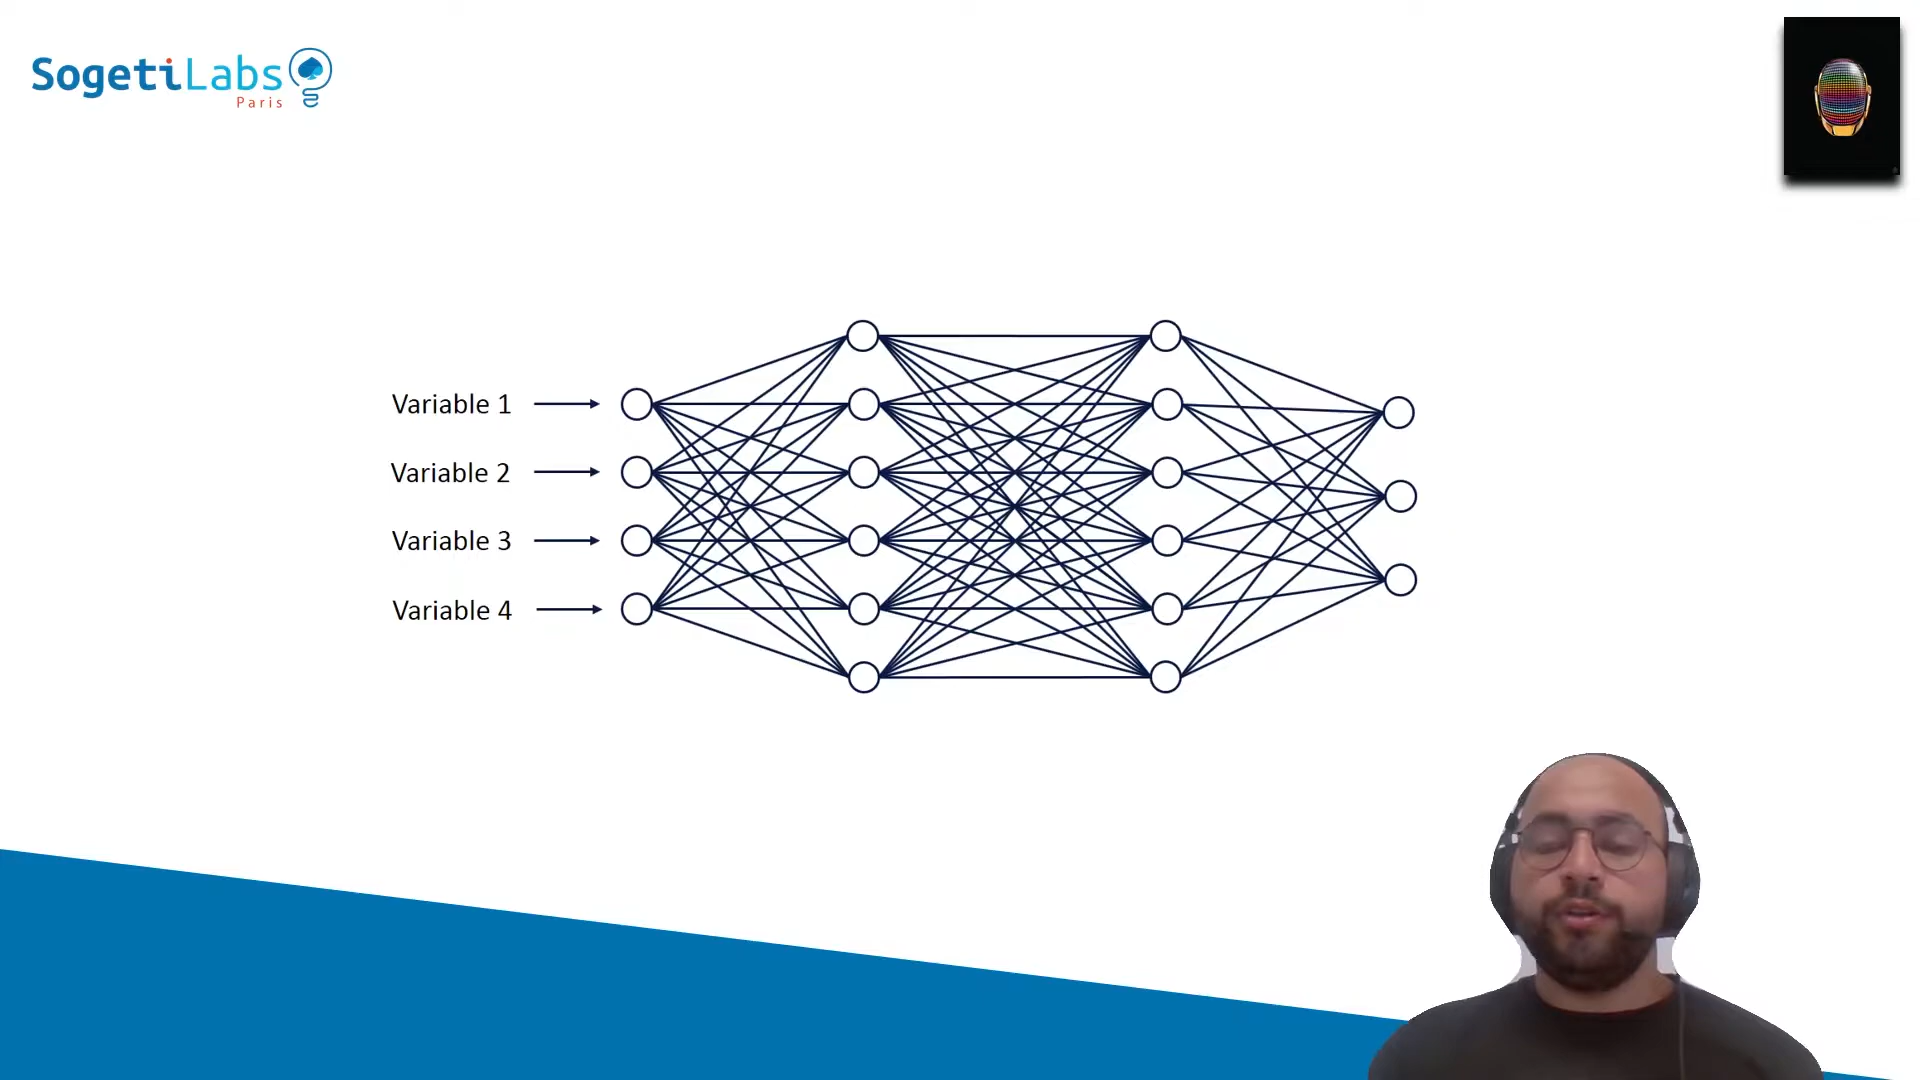 SogetiLabs
Paris
Variable 1
Variable 2
Variable 3
Variable 4